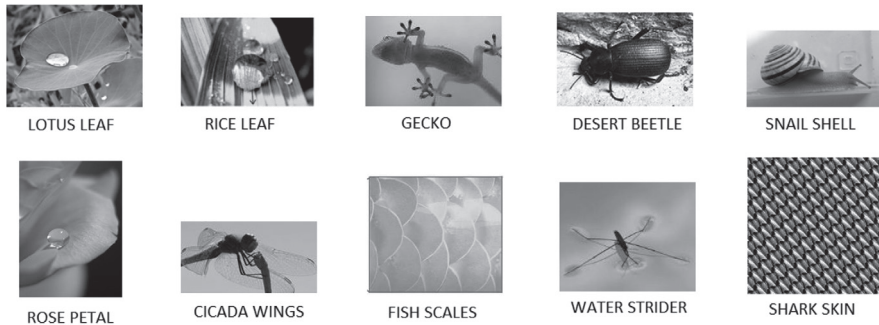 LOTUS LEAF
RICE LEAF
GECKO
DESERT BEETLE
SNAIL SHELL
ROSE PETAL
CICADA WINGS
FISH SCALES
WATER STRIDER
SHARK SKIN